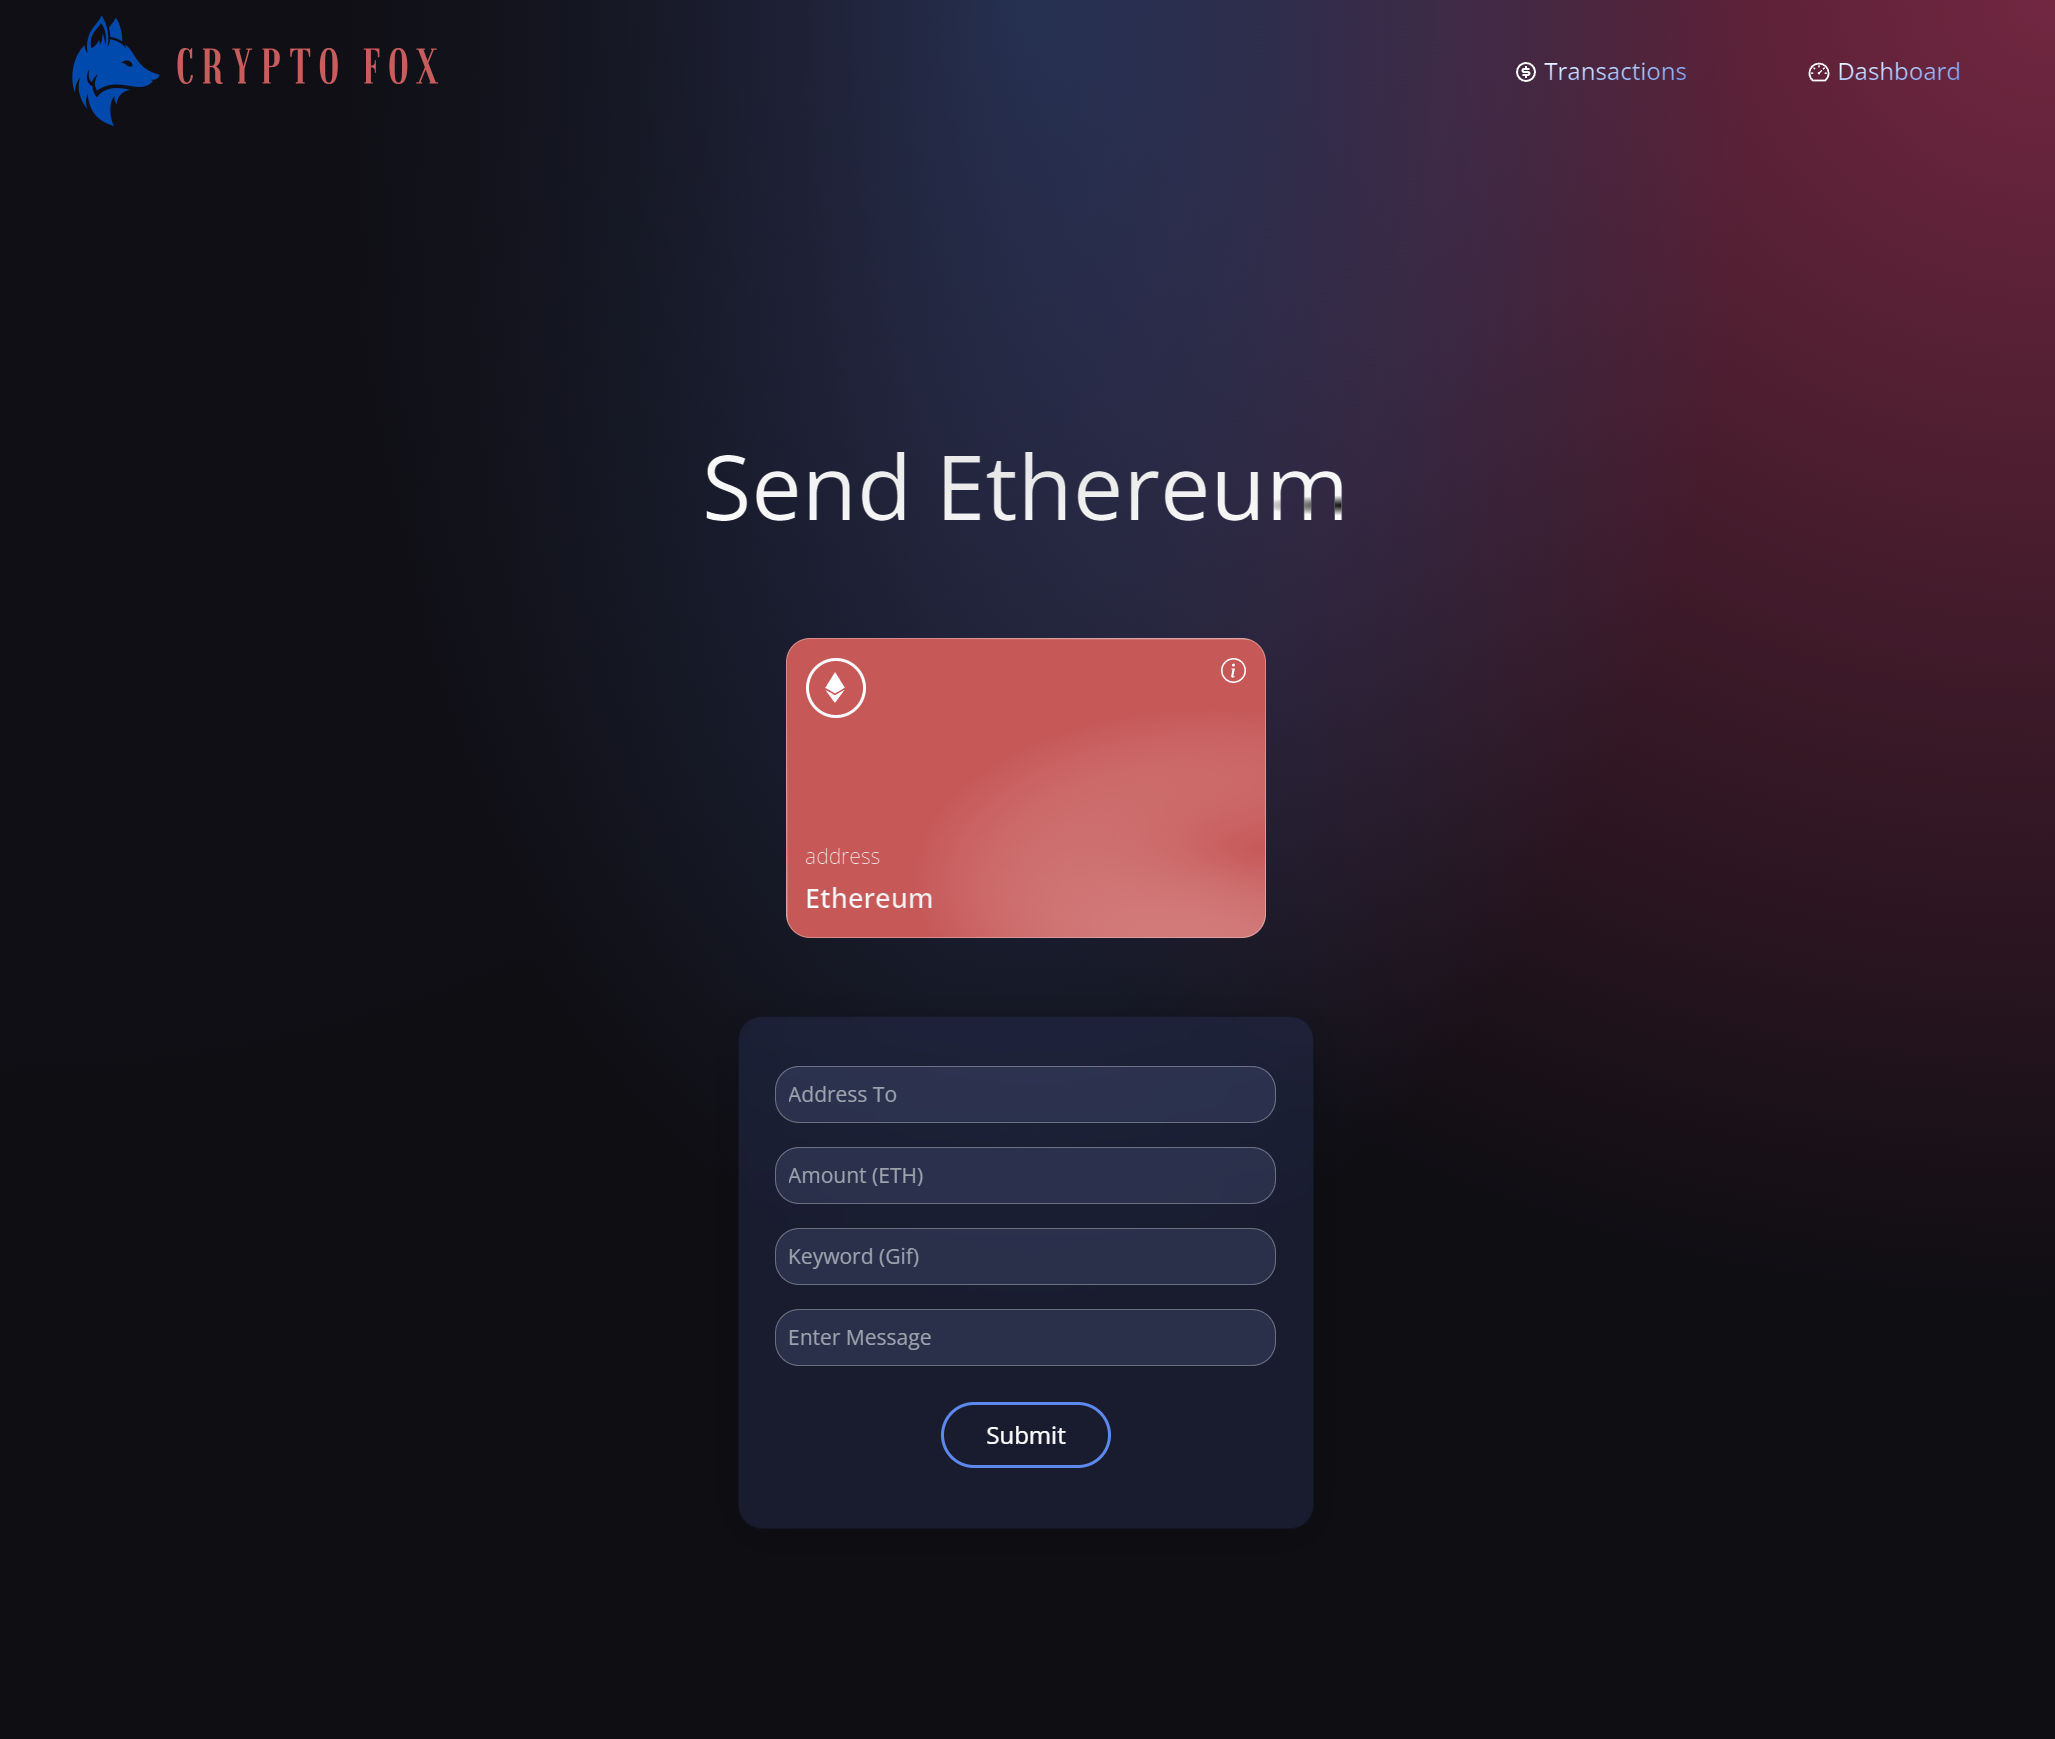 CRYPTO FOX
Transactions
Dashboard
Send Ethereum
address
Ethereum
Address To
Amount (ETH)
Keyword (Gif)
Enter Message
Submit